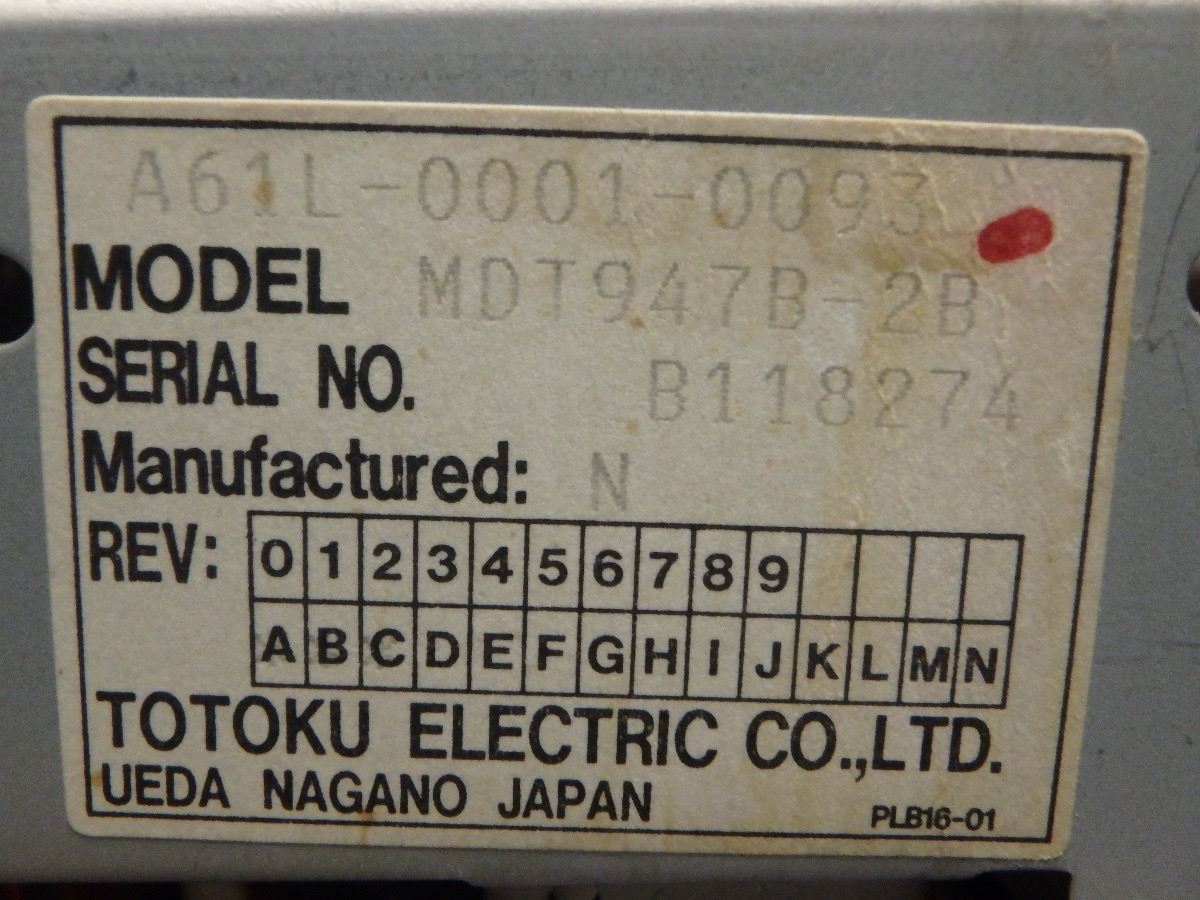 A61L-0001-0093
MODEL MDT947B-2B
SERIAL NO. B118274
Manufactured: N
REV: 0 1 2 3 4 5 6 7 8 9
A B C D E F G H I J K L M N
TOTOKU ELECTRIC CO.,LTD.
UEDA NAGANO JAPAN
PLB16-01